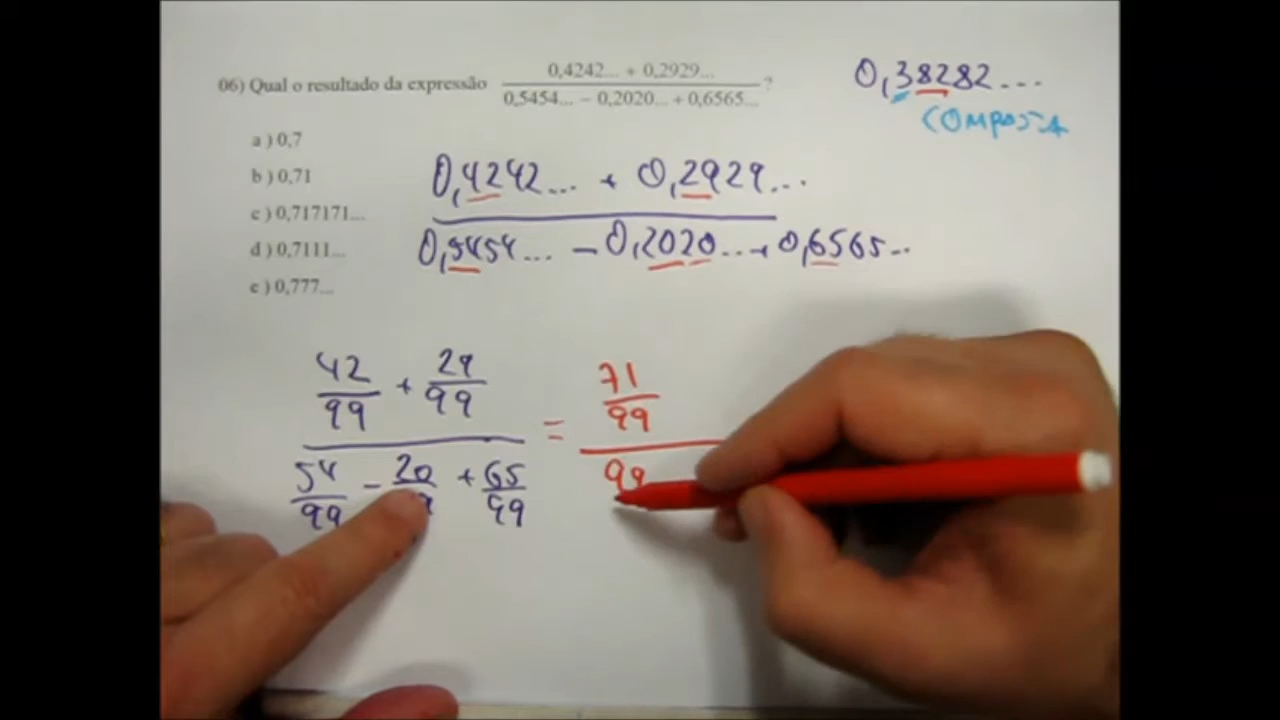 06) Qual o resultado da expressão
0,4242... + 0,2929...
0,5454... − 0,2020... + 0,6565...
?
a ) 0,7
b ) 0,71
c ) 0,717171...
d ) 0,7111...
e ) 0,777...
0,38282...
COMPOSTA
0,4242... + 0,2929...
0,5454... − 0,2020... + 0,6565...
42/99 + 29/99
54/99 − 20/ + 65/99
=
71/99
99